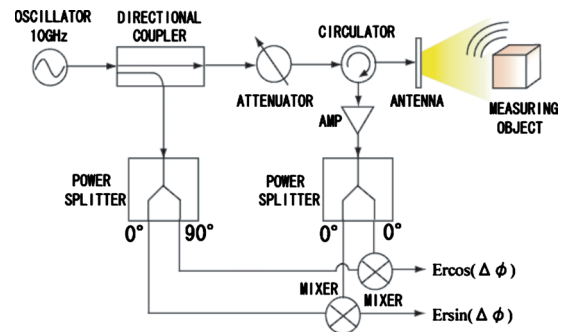 OSCILLATOR
10GHz
DIRECTIONAL
COUPLER
CIRCULATOR
ATTENUATOR
ANTENNA
MEASURING
OBJECT
AMP
POWER
SPLITTER
POWER
SPLITTER
0° 90°
0° 0°
Ercos(Δφ)
MIXER
MIXER
Ersin(Δφ)